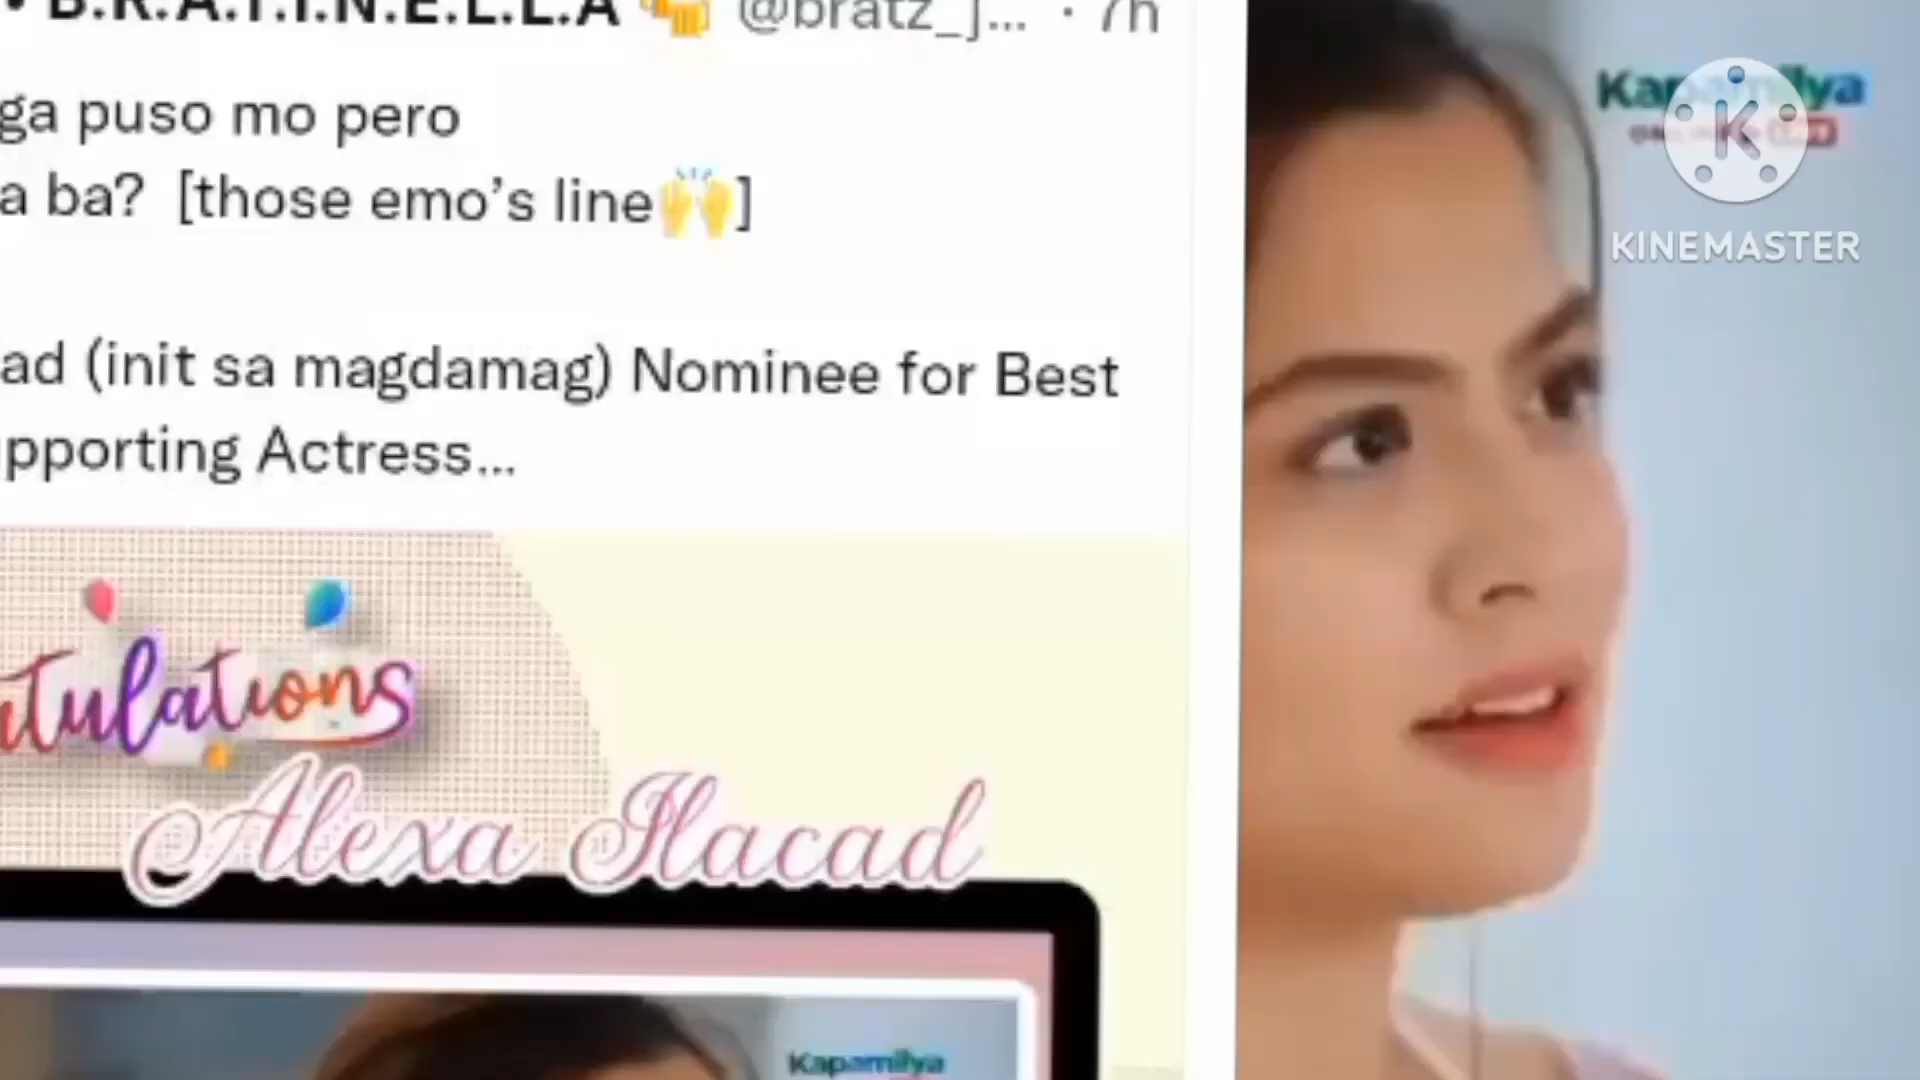 • B.R.A.T.I.N.E.L.L.A @bratz_j... · 7h
ga puso mo pero
a ba? [those emo’s line🙌]
ad (init sa magdamag) Nominee for Best
pporting Actress...
tulations
Alexa Ilacad
Kapamilya
Kapamilya
K
KINEMASTER